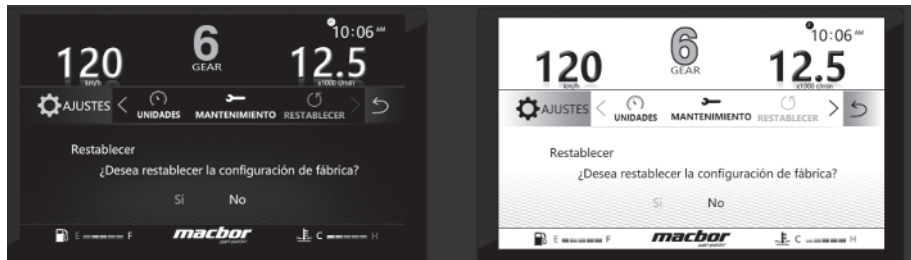 10:06 AM
6
GEAR
120
km/h
12.5
x1000 r/min
AJUSTES
UNIDADES
MANTENIMIENTO
RESTABLECER
Restablecer
¿Desea restablecer la configuración de fábrica?
Sí No
E F
macbor
C H
10:06 AM
6
GEAR
120
km/h
12.5
x1000 r/min
AJUSTES
UNIDADES
MANTENIMIENTO
RESTABLECER
Restablecer
¿Desea restablecer la configuración de fábrica?
Sí No
E F
macbor
C H